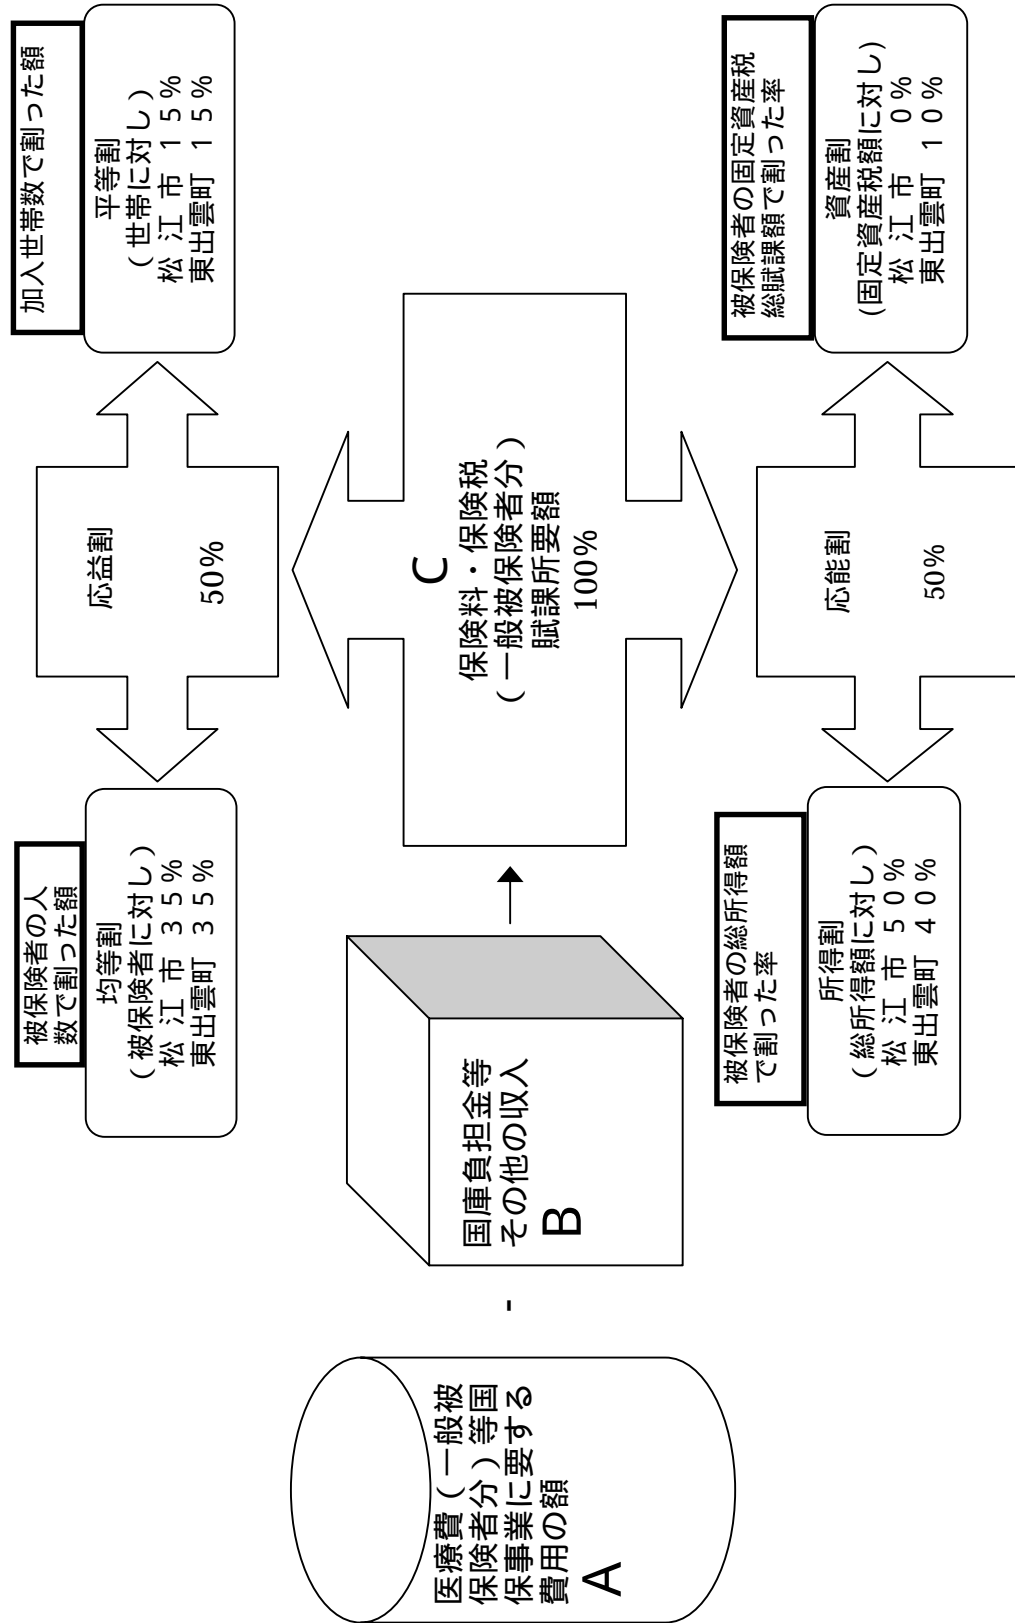 医療費（一般被
保険者分）等国
保事業に要する
費用の額
A
-
国庫負担金等
その他の収入
B
C
保険料・保険税
（一般被保険者分）
賦課所要額
100%
応益割
50%
被保険者の人
数で割った額
均等割
（被保険者に対し）
松江市 35%
東出雲町 35%
加入世帯数で割った額
平等割
（世帯に対し）
松江市 15%
東出雲町 15%
応能割
50%
被保険者の総所得額
で割った率
所得割
（総所得額に対し）
松江市 50%
東出雲町 40%
被保険者の固定資産税
総賦課額で割った率
資産割
(固定資産税額に対し)
松江市 0%
東出雲町 10%